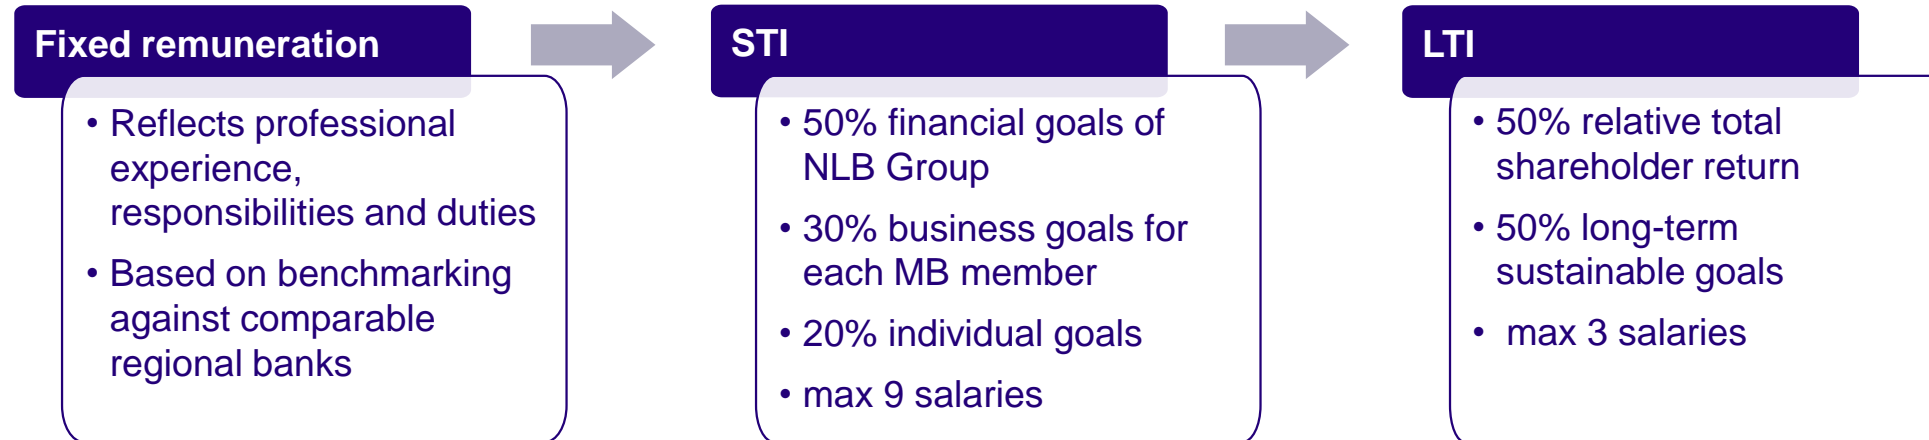 Fixed remuneration
• Reflects professional
experience,
responsibilities and duties
• Based on benchmarking
against comparable
regional banks
STI
• 50% financial goals of
NLB Group
• 30% business goals for
each MB member
• 20% individual goals
• max 9 salaries
LTI
• 50% relative total
shareholder return
• 50% long-term
sustainable goals
• max 3 salaries